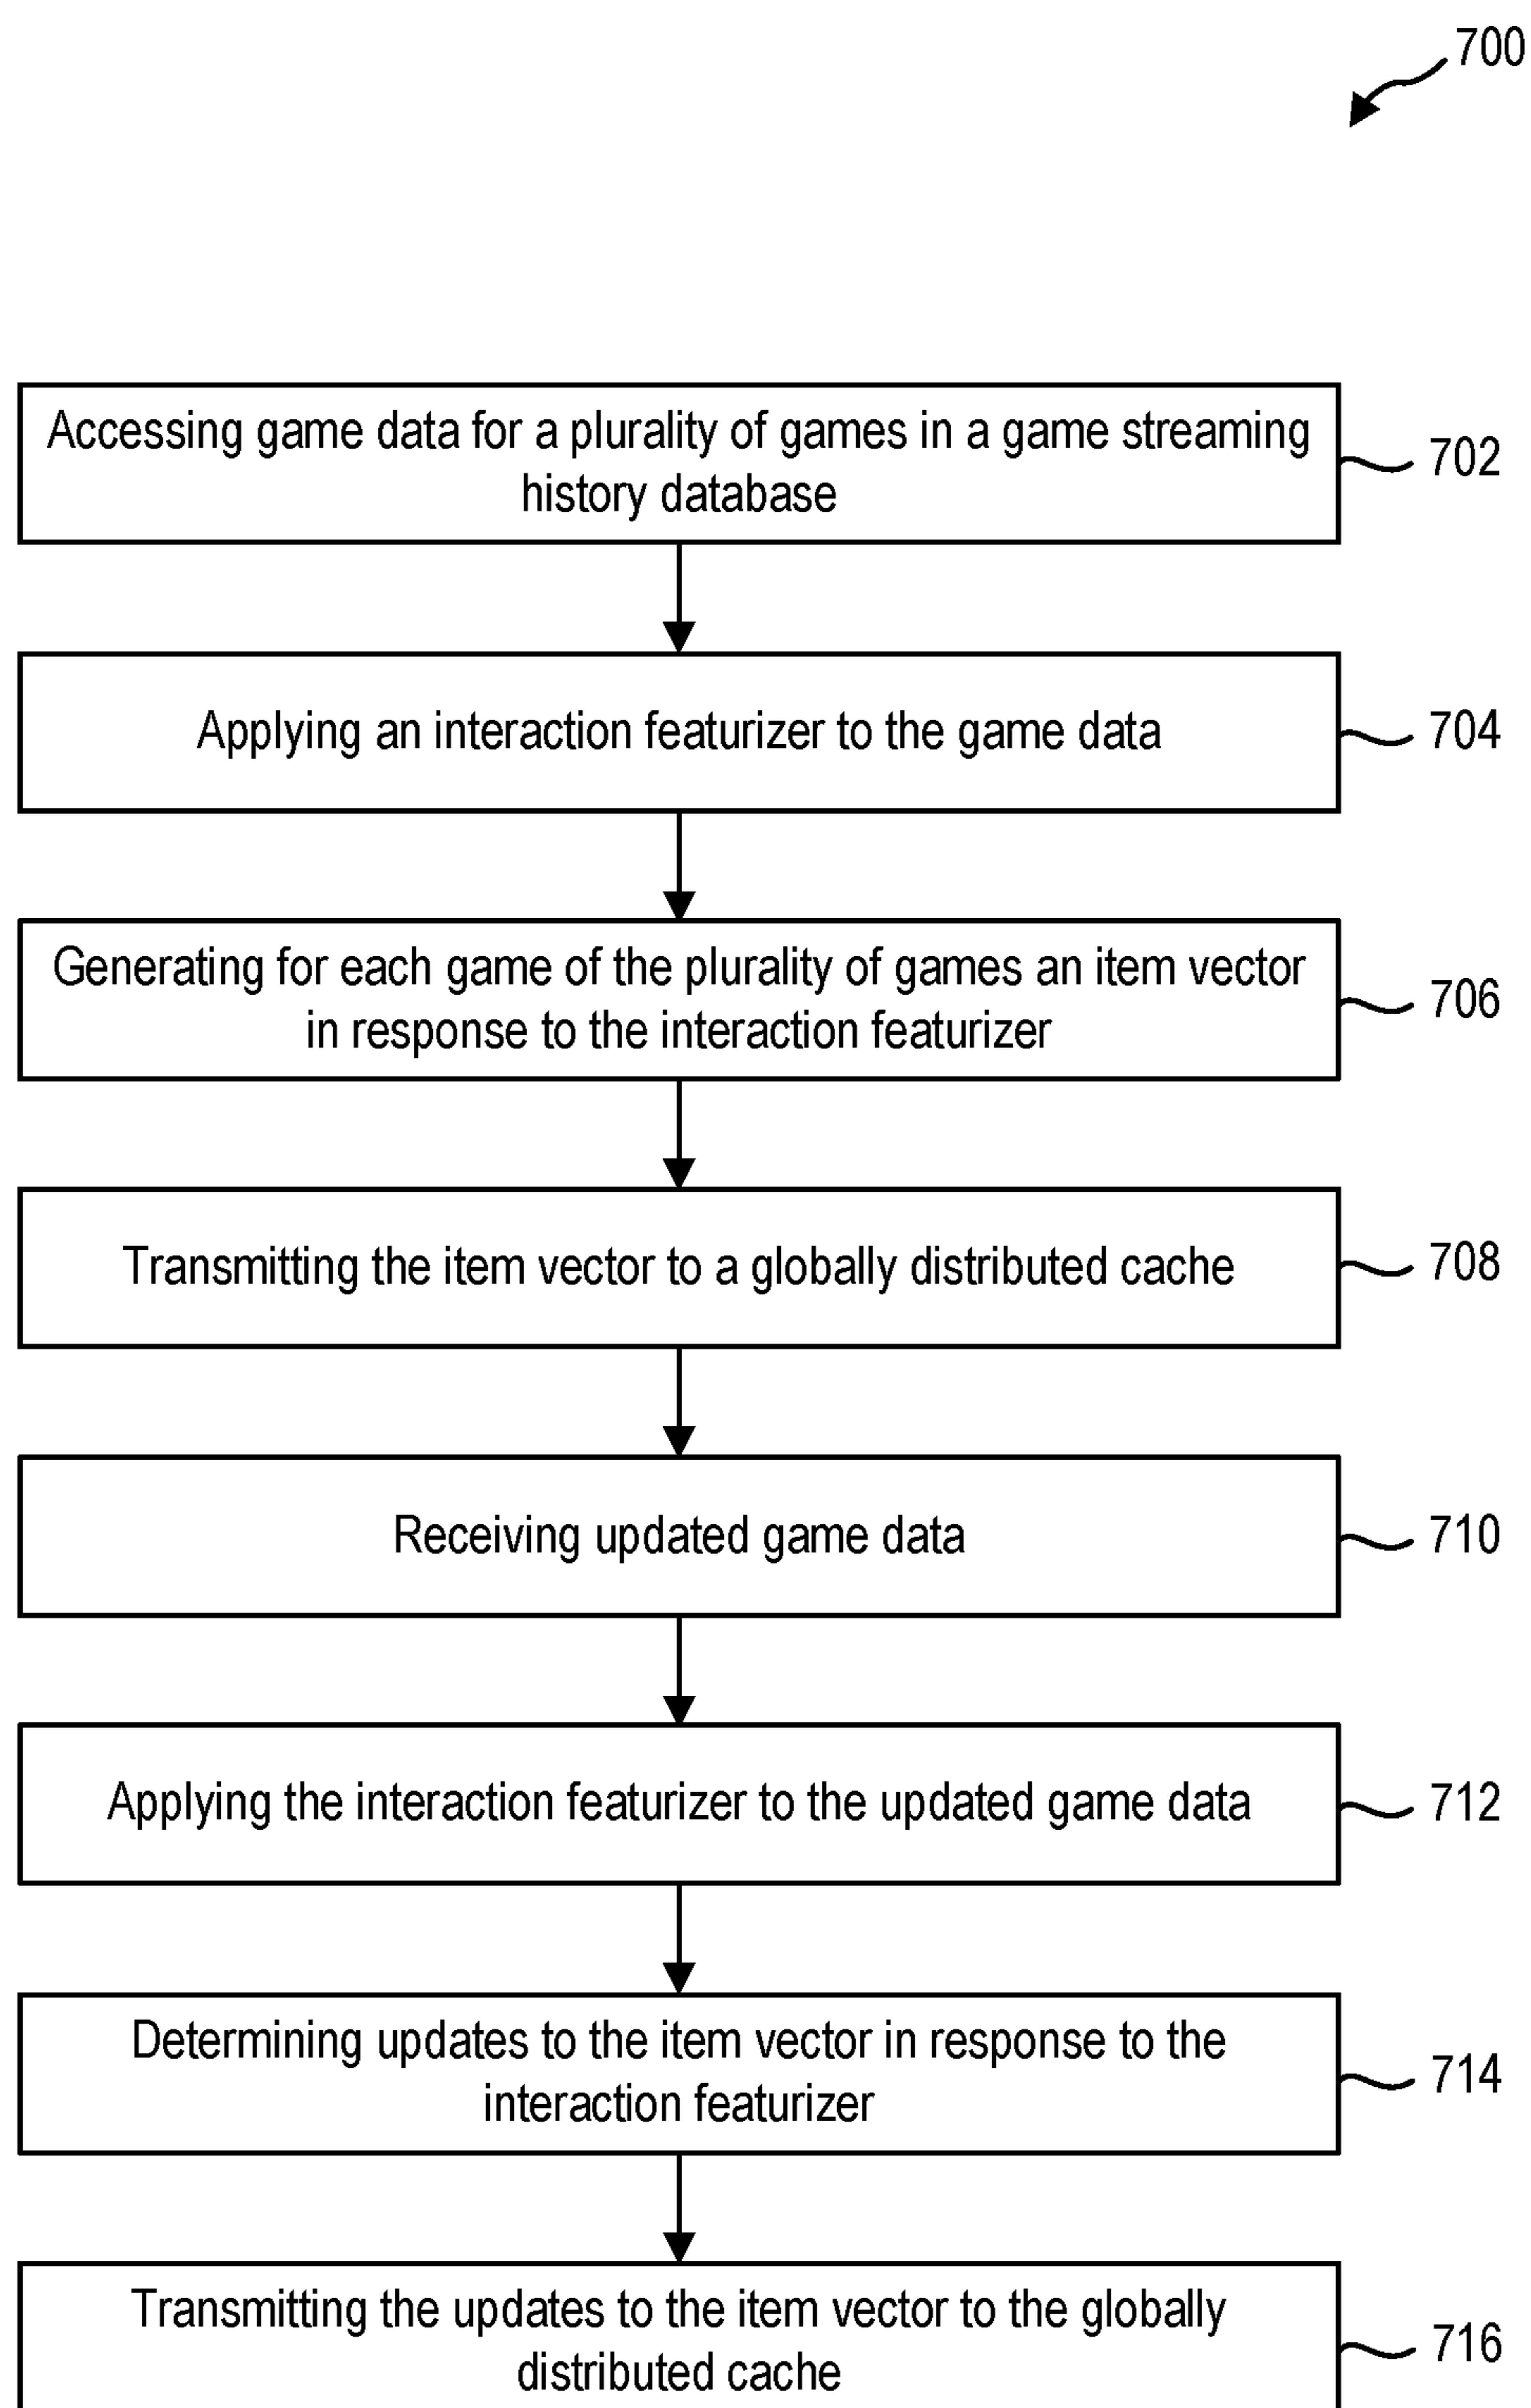 700
Accessing game data for a plurality of games in a game streaming
history database
702
Applying an interaction featurizer to the game data
704
Generating for each game of the plurality of games an item vector
in response to the interaction featurizer
706
Transmitting the item vector to a globally distributed cache
708
Receiving updated game data
710
Applying the interaction featurizer to the updated game data
712
Determining updates to the item vector in response to the
interaction featurizer
714
Transmitting the updates to the item vector to the globally
distributed cache
716